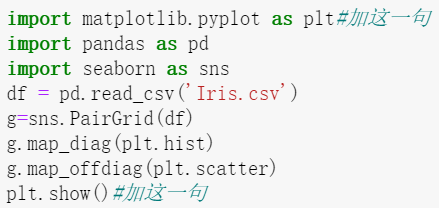 import matplotlib.pyplot as plt#加这一句
import pandas as pd
import seaborn as sns
df = pd.read_csv('Iris.csv')
g=sns.PairGrid(df)
g.map_diag(plt.hist)
g.map_offdiag(plt.scatter)
plt.show()#加这一句